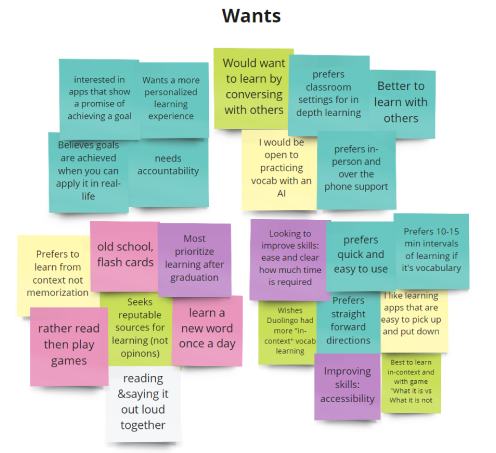 Wants
interested in
apps that show
a promise of
achieving a goal
Wants a more
personalized
learning
experience
Believes goals
are achieved
when you can
apply it in real-
life
needs
accountability
Would want
to learn by
conversing
with others
prefers
classroom
settings for in
depth learning
Better to
learn with
others
I would be
open to
practicing
vocab with an
AI
prefers in-
person and
over the
phone support
Prefers to
learn from
context not
memorization
old school,
flash cards
Most
prioritize
learning after
graduation
rather read
then play
games
Seeks
reputable
sources for
learning (not
opinons)
learn a
new word
once a day
reading
&saying it
out loud
together
Looking to
improve skills:
ease and clear
how much time
is required
prefers
quick and
easy to use
Prefers 10-15
min intervals
of learning if
it's vocabulary
Wishes
Duolingo had
more "in-
context" vocab
learning
Prefers
straight
forward
directions
I like learning
apps that are
easy to pick up
and put down
Improving
skills:
accessibility
Best to learn
in-context and
with game
"What it is vs
What it is not